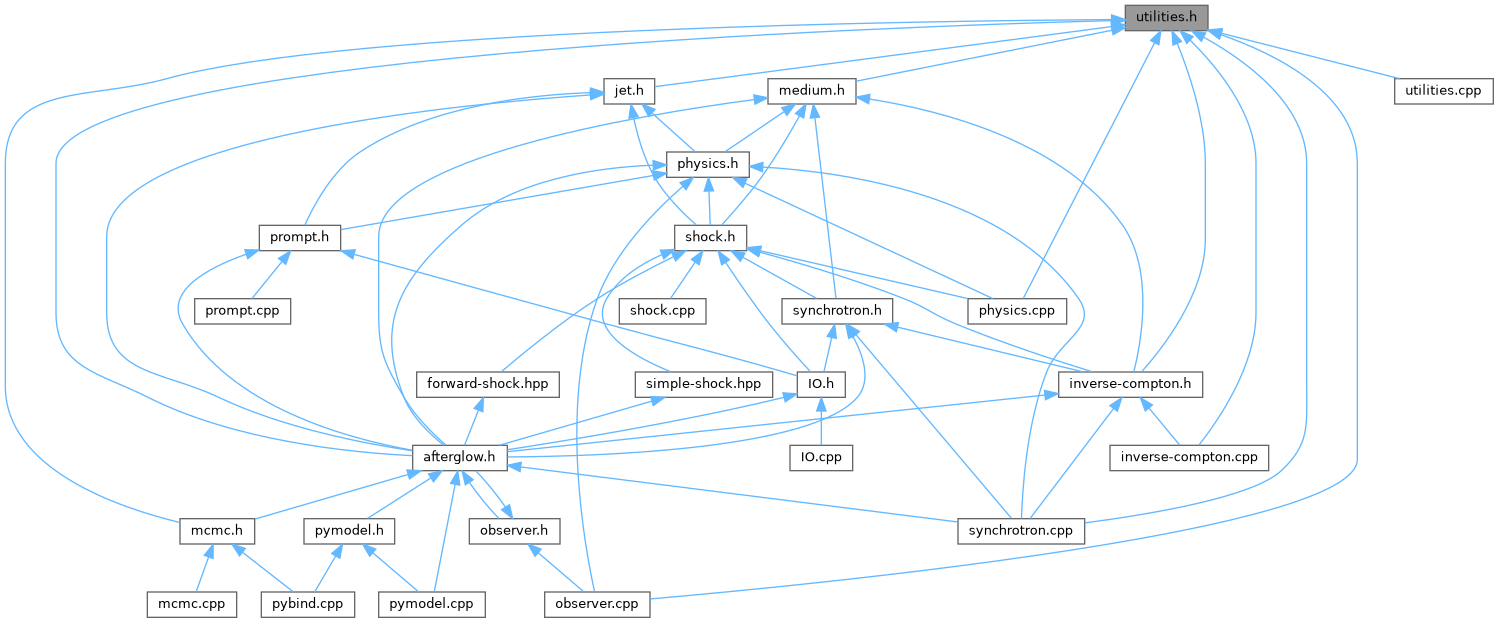 utilities.h
jet.h
medium.h
utilities.cpp
physics.h
prompt.h
shock.h
prompt.cpp
shock.cpp
synchrotron.h
physics.cpp
forward-shock.hpp
simple-shock.hpp
IO.h
inverse-compton.h
afterglow.h
IO.cpp
inverse-compton.cpp
mcmc.h
pymodel.h
observer.h
synchrotron.cpp
mcmc.cpp
pybind.cpp
pymodel.cpp
observer.cpp